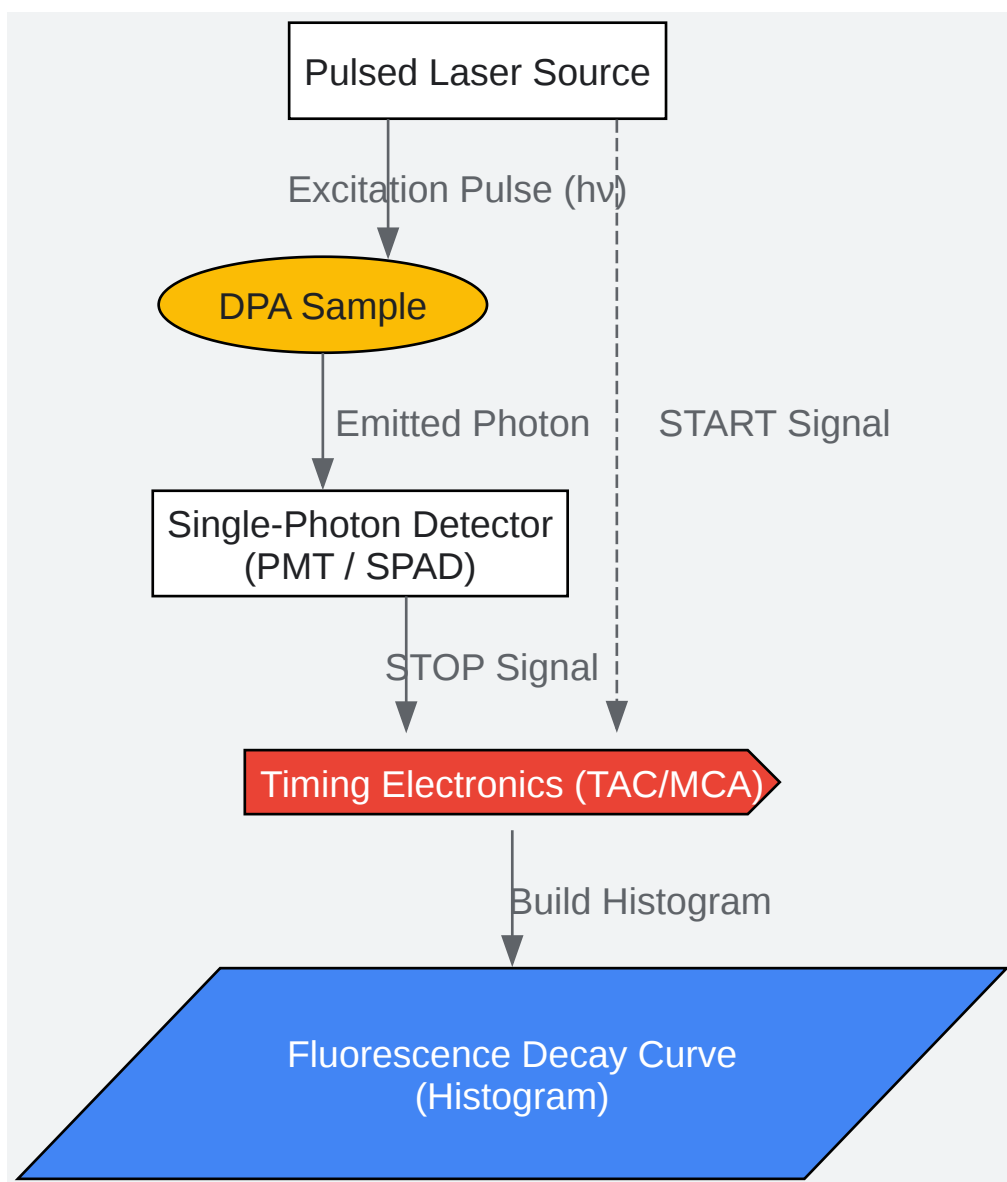 Pulsed Laser Source
Excitation Pulse (hν)
DPA Sample
Emitted Photon
START Signal
Single-Photon Detector
(PMT / SPAD)
STOP Signal
Timing Electronics (TAC/MCA)
Build Histogram
Fluorescence Decay Curve
(Histogram)